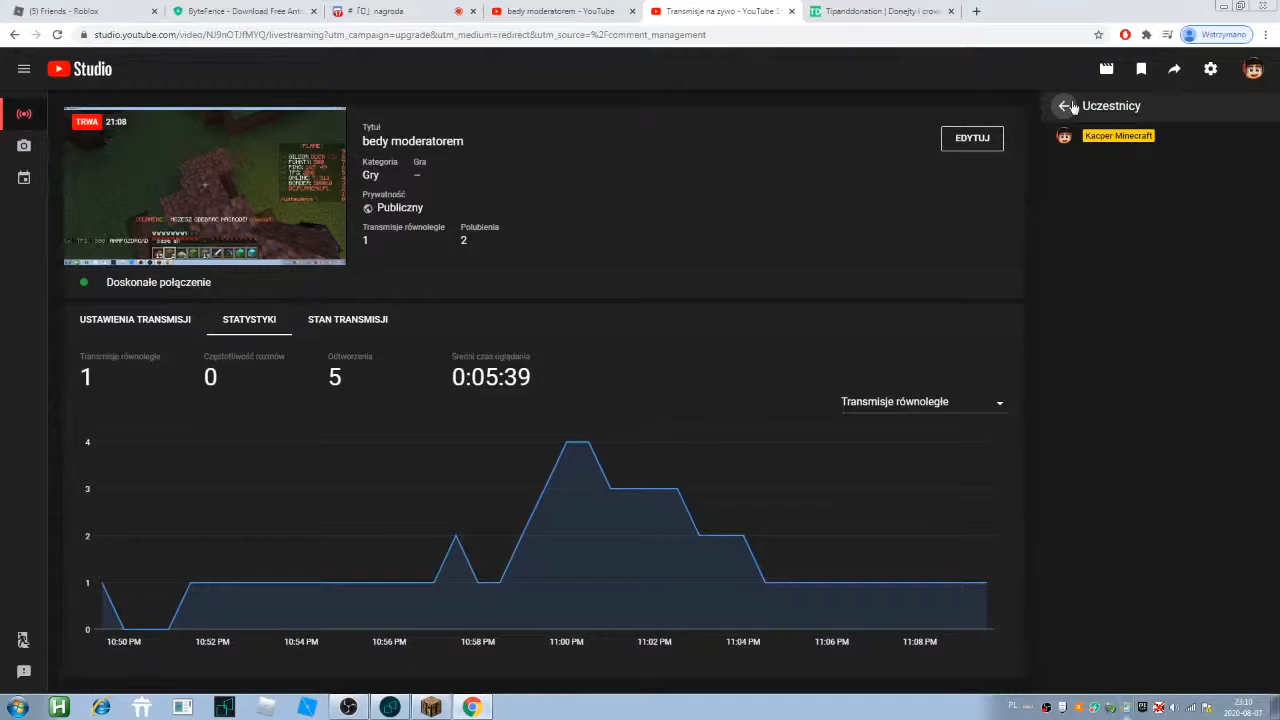 Friends - Roblox
ByteFence - Download Free Anti
nagroda
bedy moderatorem - YouTube
Transmisje na żywo - YouTube S
Tipanddonation | Donejty i crow
studio.youtube.com/video/NJ9nOTJfMYQ/livestreaming?utm_campaign=upgrade&utm_medium=redirect&utm_source=%2Fcomment_management
Wstrzymano
Studio
Uczestnicy
Kacper Minecraft
TRWA 21:08
Tytuł
bedy moderatorem
EDYTUJ
Kategoria Gra
Gry –
Prywatność
Publiczny
Transmisje równoległe Polubienia
1 2
Doskonałe połączenie
USTAWIENIA TRANSMISJI STATYSTYKI STAN TRANSMISJI
Transmisje równoległe Częstotliwość rozmów Odtworzenia Średni czas oglądania
1 0 5 0:05:39
Transmisje równoległe
4
3
2
1
0
10:50 PM 10:52 PM 10:54 PM 10:56 PM 10:58 PM 11:00 PM 11:02 PM 11:04 PM 11:06 PM 11:08 PM
PL
23:10
2020-08-07